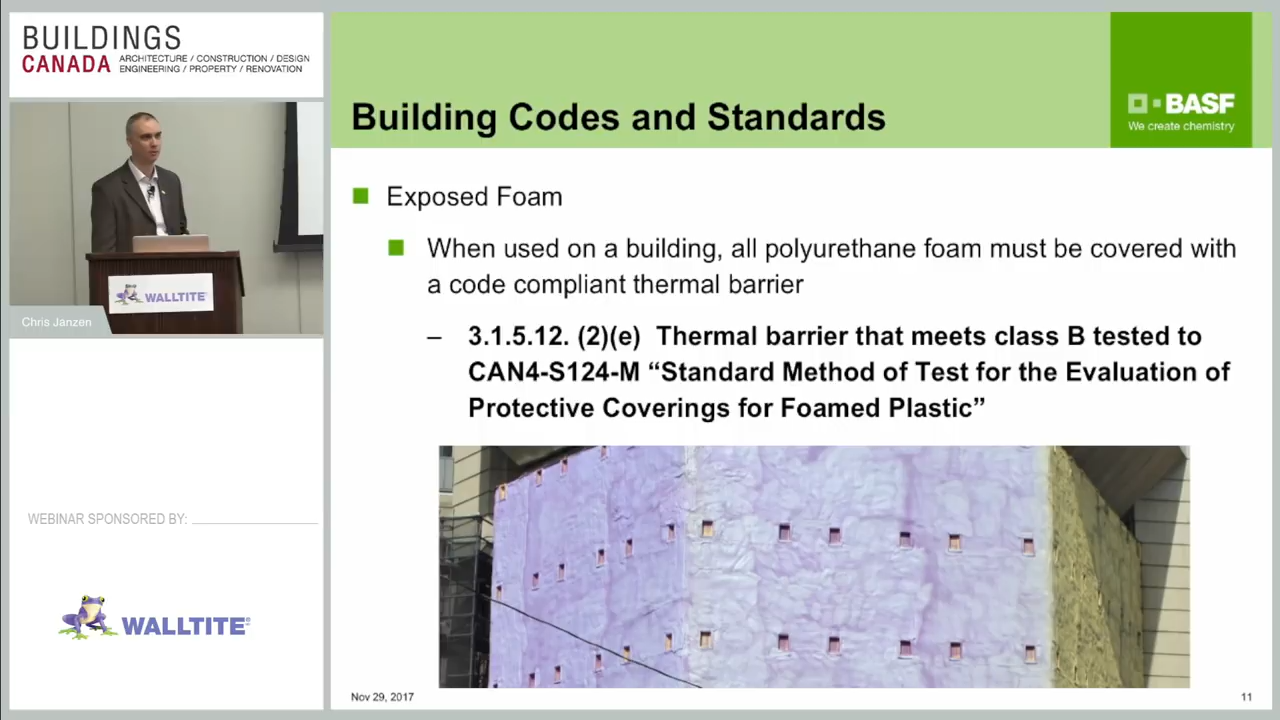 BUILDINGS
CANADA
ARCHITECTURE / CONSTRUCTION / DESIGN
ENGINEERING / PROPERTY / RENOVATION
Building Codes and Standards
BASF
We create chemistry
Exposed Foam
When used on a building, all polyurethane foam must be covered with
a code compliant thermal barrier
– 3.1.5.12. (2)(e) Thermal barrier that meets class B tested to
CAN4-S124-M “Standard Method of Test for the Evaluation of
Protective Coverings for Foamed Plastic”
WALLTITE
Chris Janzen
WEBINAR SPONSORED BY:
WALLTITE®
Nov 29, 2017
11